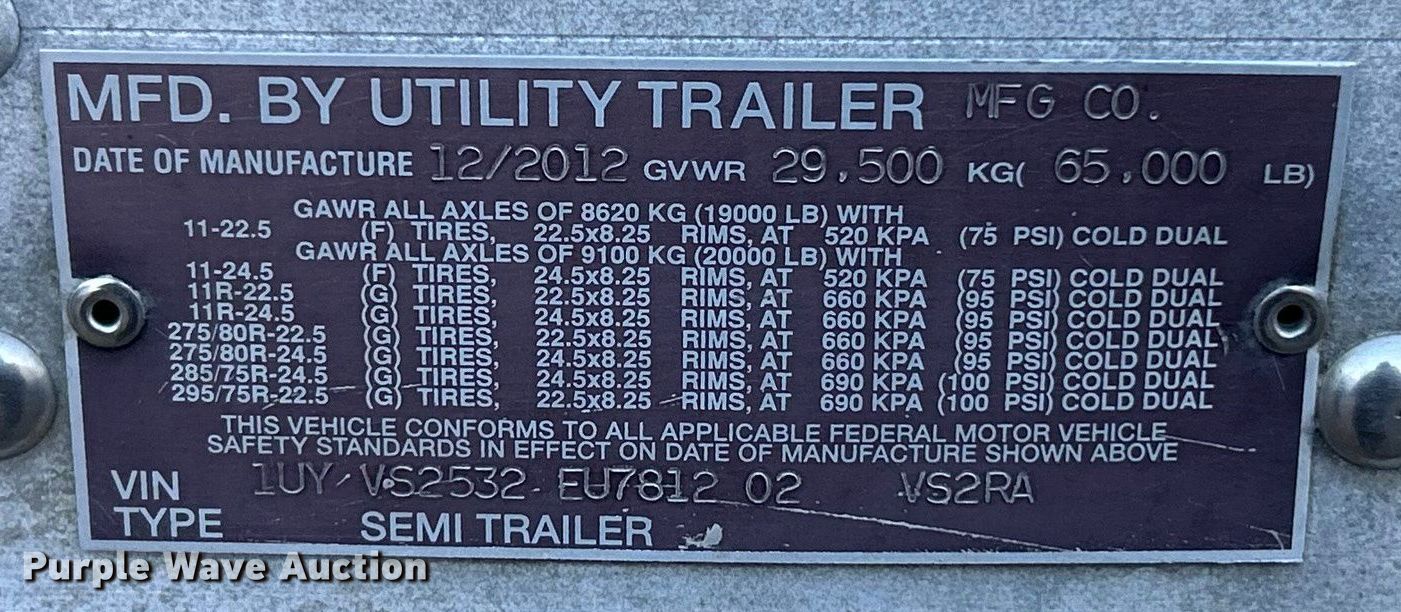 MFD. BY UTILITY TRAILER MFG CO.
DATE OF MANUFACTURE 12/2012 GVWR 29,500 KG( 65,000 LB)
GAWR ALL AXLES OF 8620 KG (19000 LB) WITH
11-22.5 (F) TIRES, 22.5x8.25 RIMS, AT 520 KPA (75 PSI) COLD DUAL
GAWR ALL AXLES OF 9100 KG (20000 LB) WITH
11-24.5 (F) TIRES, 24.5x8.25 RIMS, AT 520 KPA (75 PSI) COLD DUAL
11R-22.5 (G) TIRES, 22.5x8.25 RIMS, AT 660 KPA (95 PSI) COLD DUAL
11R-24.5 (G) TIRES, 24.5x8.25 RIMS, AT 660 KPA (95 PSI) COLD DUAL
275/80R-22.5 (G) TIRES, 22.5x8.25 RIMS, AT 660 KPA (95 PSI) COLD DUAL
275/80R-24.5 (G) TIRES, 24.5x8.25 RIMS, AT 660 KPA (95 PSI) COLD DUAL
285/75R-24.5 (G) TIRES, 24.5x8.25 RIMS, AT 690 KPA (100 PSI) COLD DUAL
295/75R-22.5 (G) TIRES, 22.5x8.25 RIMS, AT 690 KPA (100 PSI) COLD DUAL
THIS VEHICLE CONFORMS TO ALL APPLICABLE FEDERAL MOTOR VEHICLE
SAFETY STANDARDS IN EFFECT ON DATE OF MANUFACTURE SHOWN ABOVE
VIN 1UY VS2532 EU7812 02 VS2RA
TYPE SEMI TRAILER
Purple Wave Auction